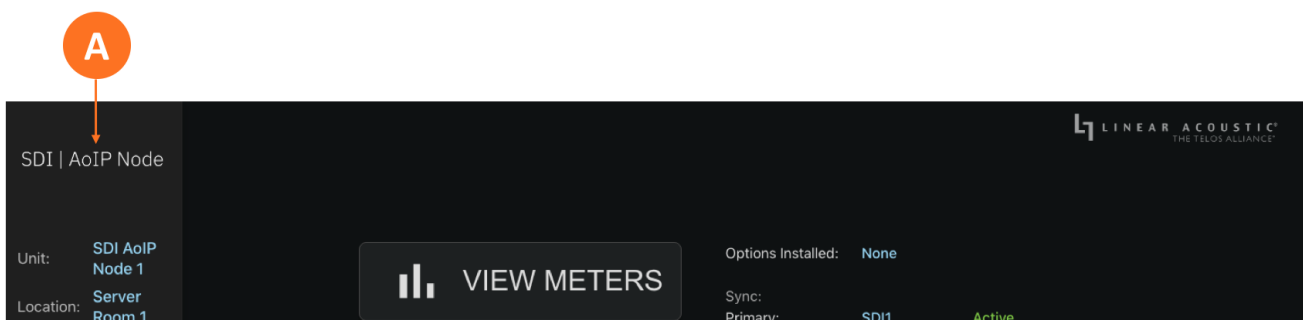 A
LINEAR ACOUSTIC®
THE TELOS ALLIANCE®
SDI | AoIP Node
Unit: SDI AoIP
Node 1
Location: Server
Room 1
VIEW METERS
Options Installed: None
Sync:
Primary: SDI1 Active